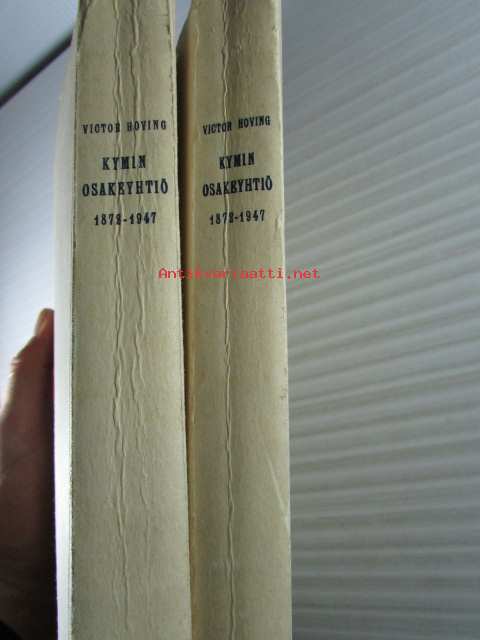 VICTOR HOVING
KYMIN
OSAKEYHTIÖ
1872-1947
VICTOR HOVING
KYMIN
OSAKEYHTIÖ
1872-1947
Antikvariaatti.net